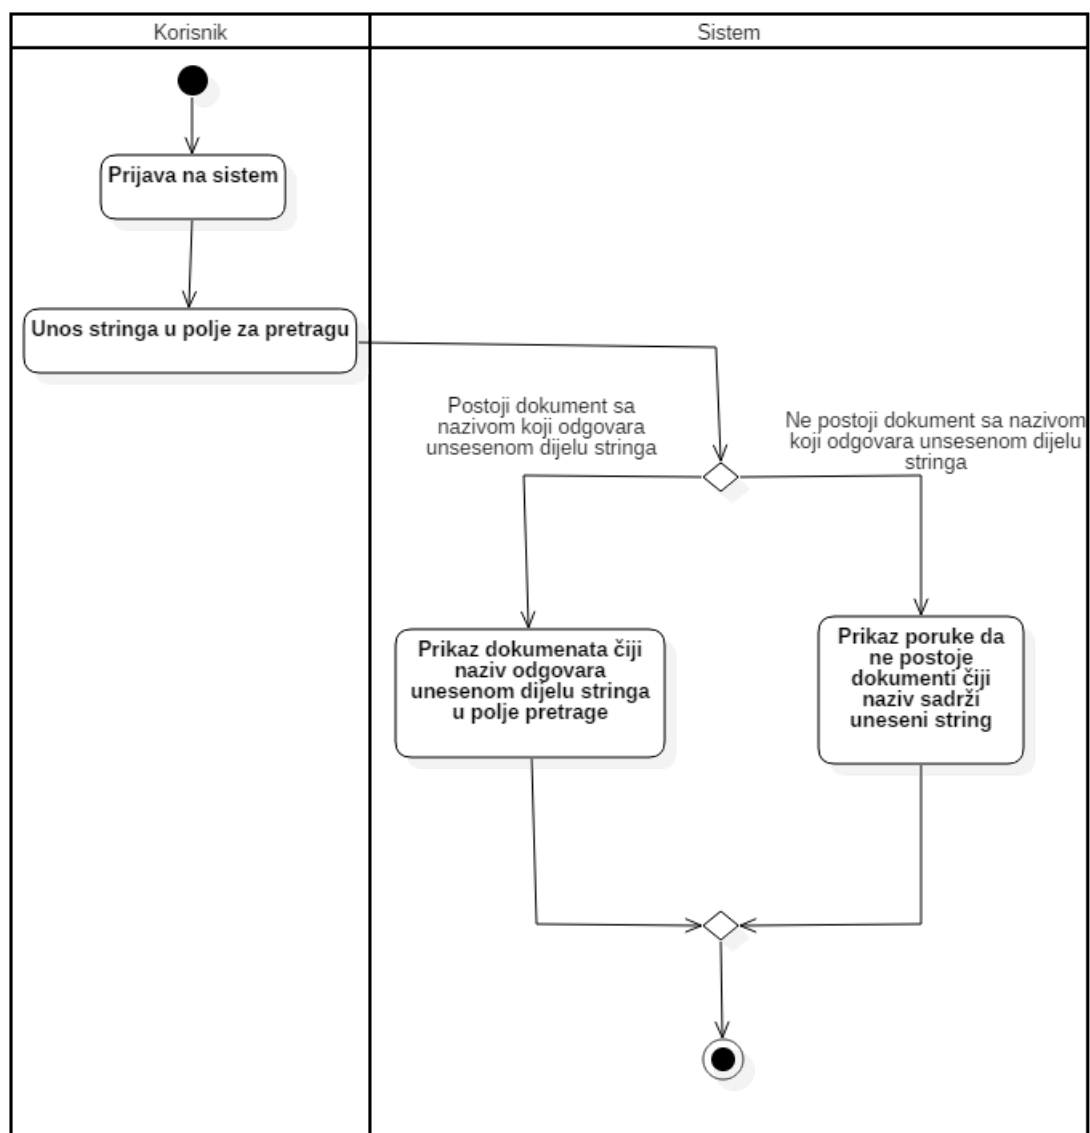 Korisnik
Sistem
Prijava na sistem
Unos stringa u polje za pretragu
Postoji dokument sa
nazivom koji odgovara
unsesenom dijelu stringa
Ne postoji dokument sa nazivom
koji odgovara unsesenom dijelu
stringa
Prikaz dokumenata čiji
naziv odgovara
unesenom dijelu stringa
u polje pretrage
Prikaz poruke da
ne postoje
dokumenti čiji
naziv sadrži
uneseni string